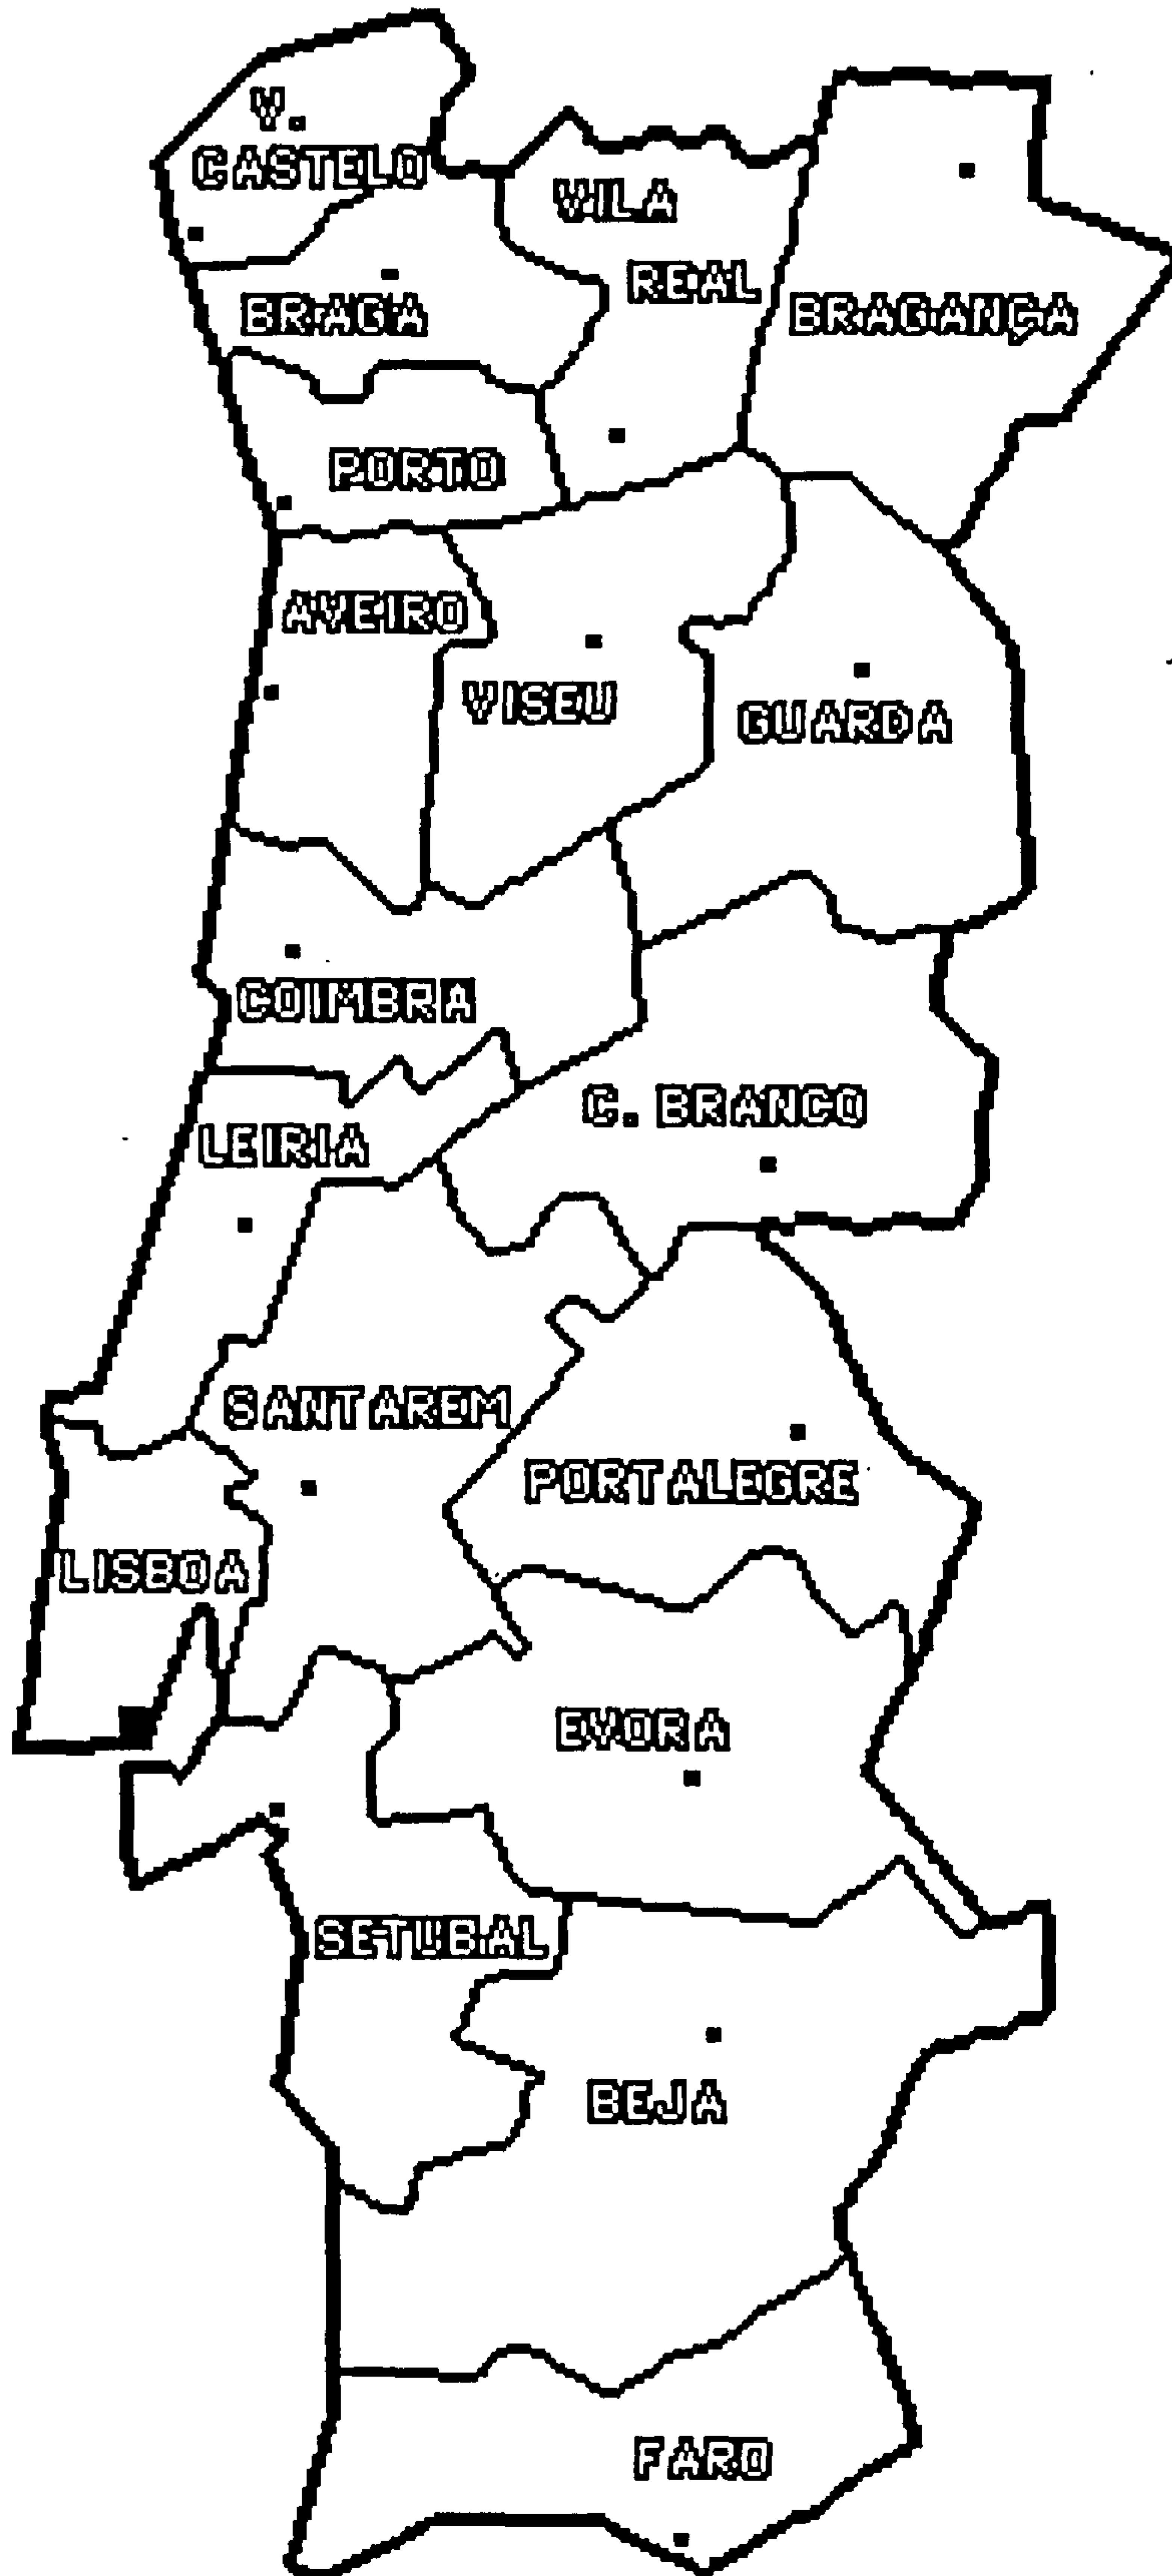 V.
CASTELO
VILA
REAL
BRAGANÇA
BRAGA
PORTO
AVEIRO
VISEU
GUARDA
COIMBRA
C. BRANCO
LEIRIA
SANTAREM
PORTALEGRE
LISBOA
EVORA
SETUBAL
BEJA
FARO